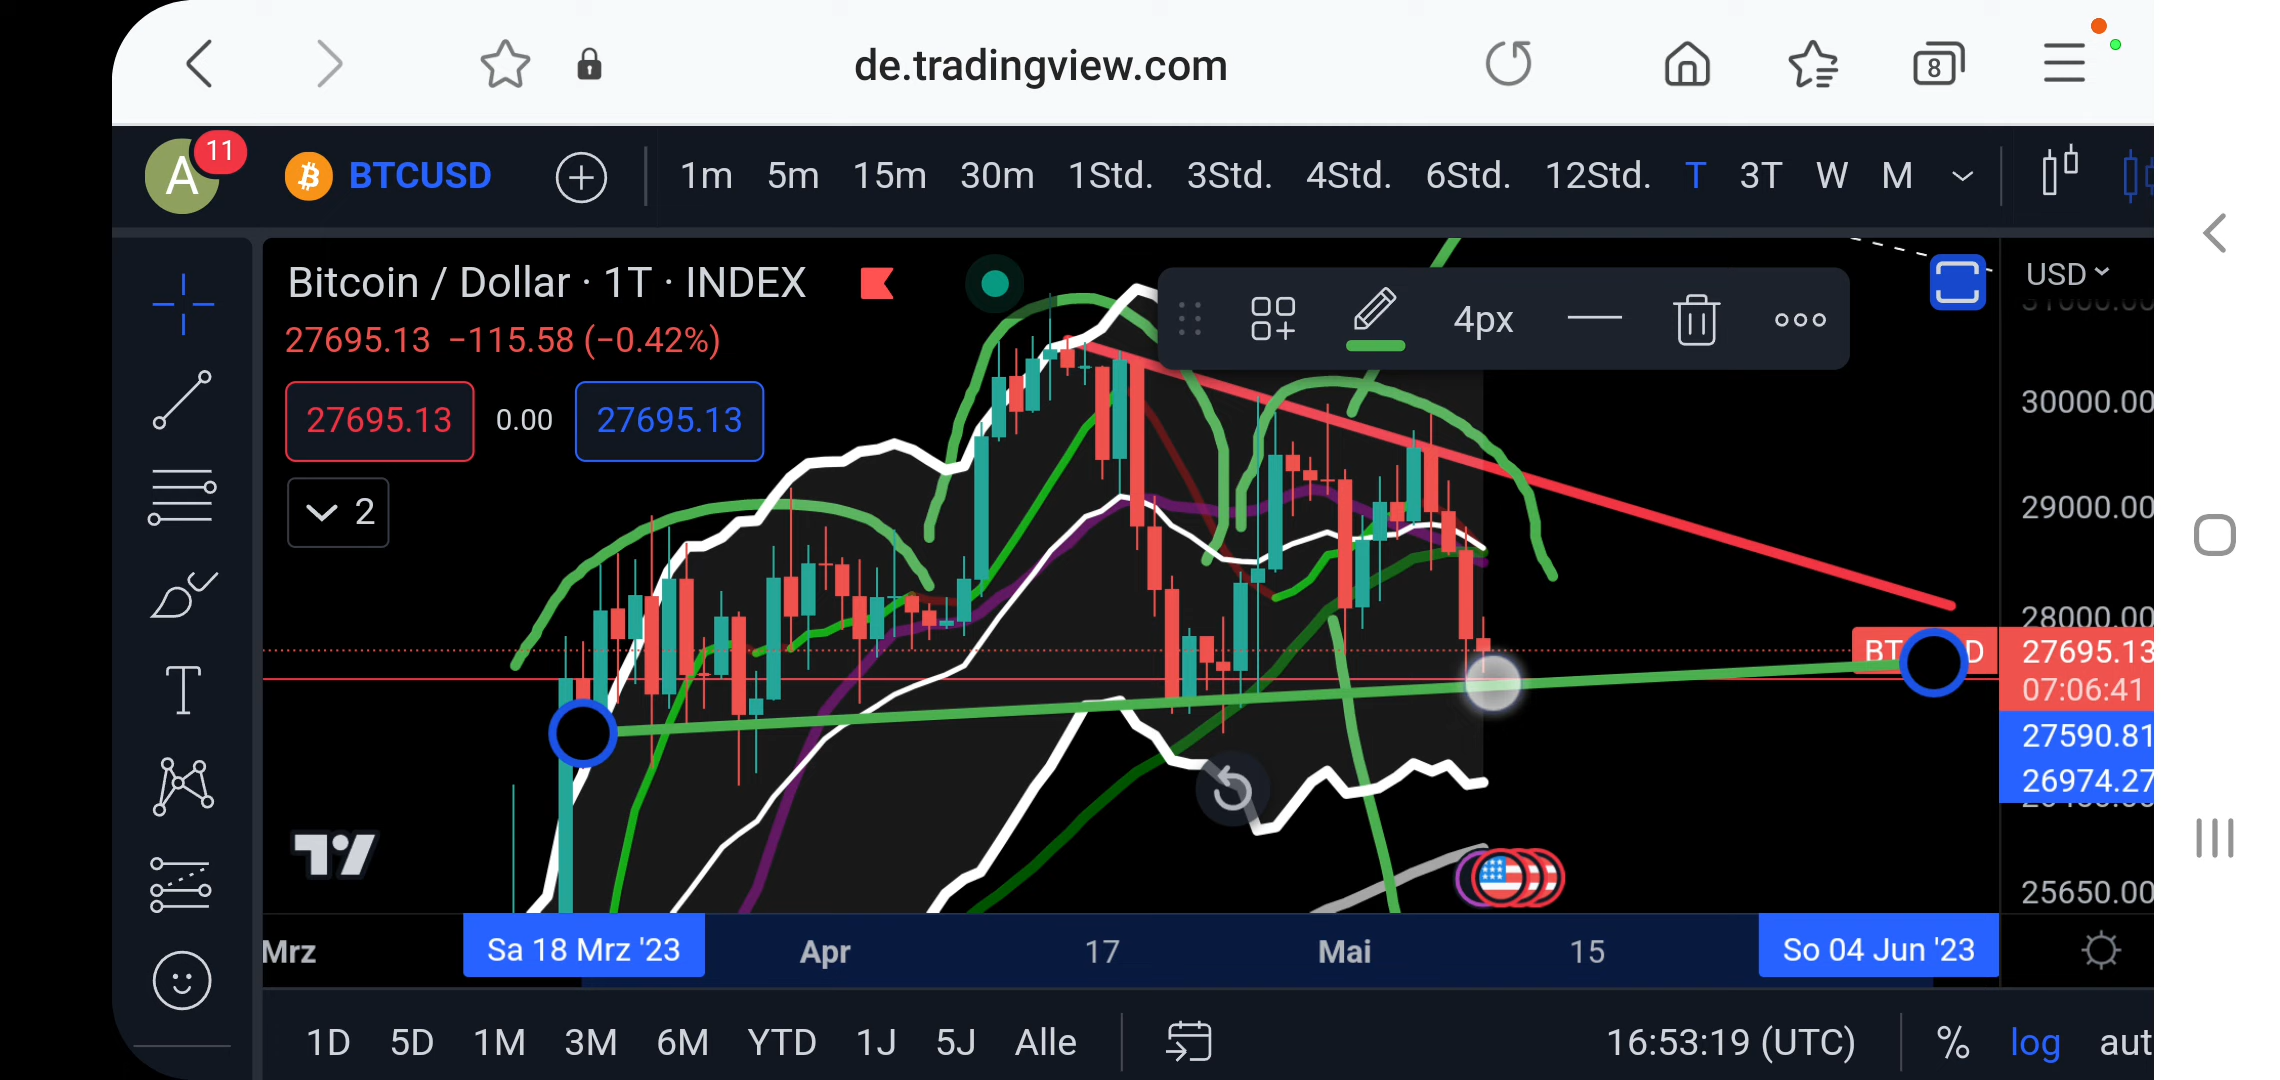 de.tradingview.com
8
A
11
BTCUSD
1m 5m 15m 30m 1Std. 3Std. 4Std. 6Std. 12Std. T 3T W M
Bitcoin / Dollar · 1T · INDEX
USD
27695.13 −115.58 (−0.42%)
4px
27695.13 0.00 27695.13
2
31000.00
30000.00
29000.00
28000.00
27695.13
07:06:41
27590.81
26974.27
25650.00
Mrz
Sa 18 Mrz '23
Apr
17
Mai
15
So 04 Jun '23
1D 5D 1M 3M 6M YTD 1J 5J Alle
16:53:19 (UTC)
%
log
aut